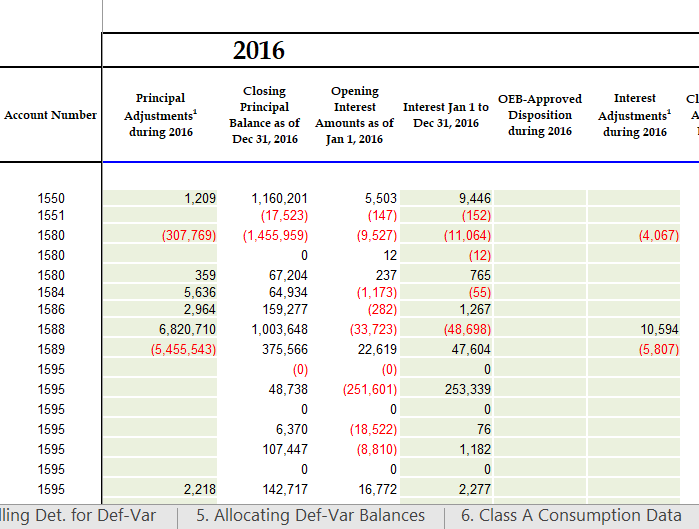 2016
Account Number | Principal Adjustments¹ during 2016 | Closing Principal Balance as of Dec 31, 2016 | Opening Interest Amounts as of Jan 1, 2016 | Interest Jan 1 to Dec 31, 2016 | OEB-Approved Disposition during 2016 | Interest Adjustments¹ during 2016
1550 1,209 1,160,201 5,503 9,446
1551 (17,523) (147) (152)
1580 (307,769) (1,455,959) (9,527) (11,064) (4,067)
1580 0 12 (12)
1580 359 67,204 237 765
1584 5,636 64,934 (1,173) (55)
1586 2,964 159,277 (282) 1,267
1588 6,820,710 1,003,648 (33,723) (48,698) 10,594
1589 (5,455,543) 375,566 22,619 47,604 (5,807)
1595 (0) (0) 0
1595 48,738 (251,601) 253,339
1595 0 0 0
1595 6,370 (18,522) 76
1595 107,447 (8,810) 1,182
1595 0 0 0
1595 2,218 142,717 16,772 2,277
lling Det. for Def-Var | 5. Allocating Def-Var Balances | 6. Class A Consumption Data